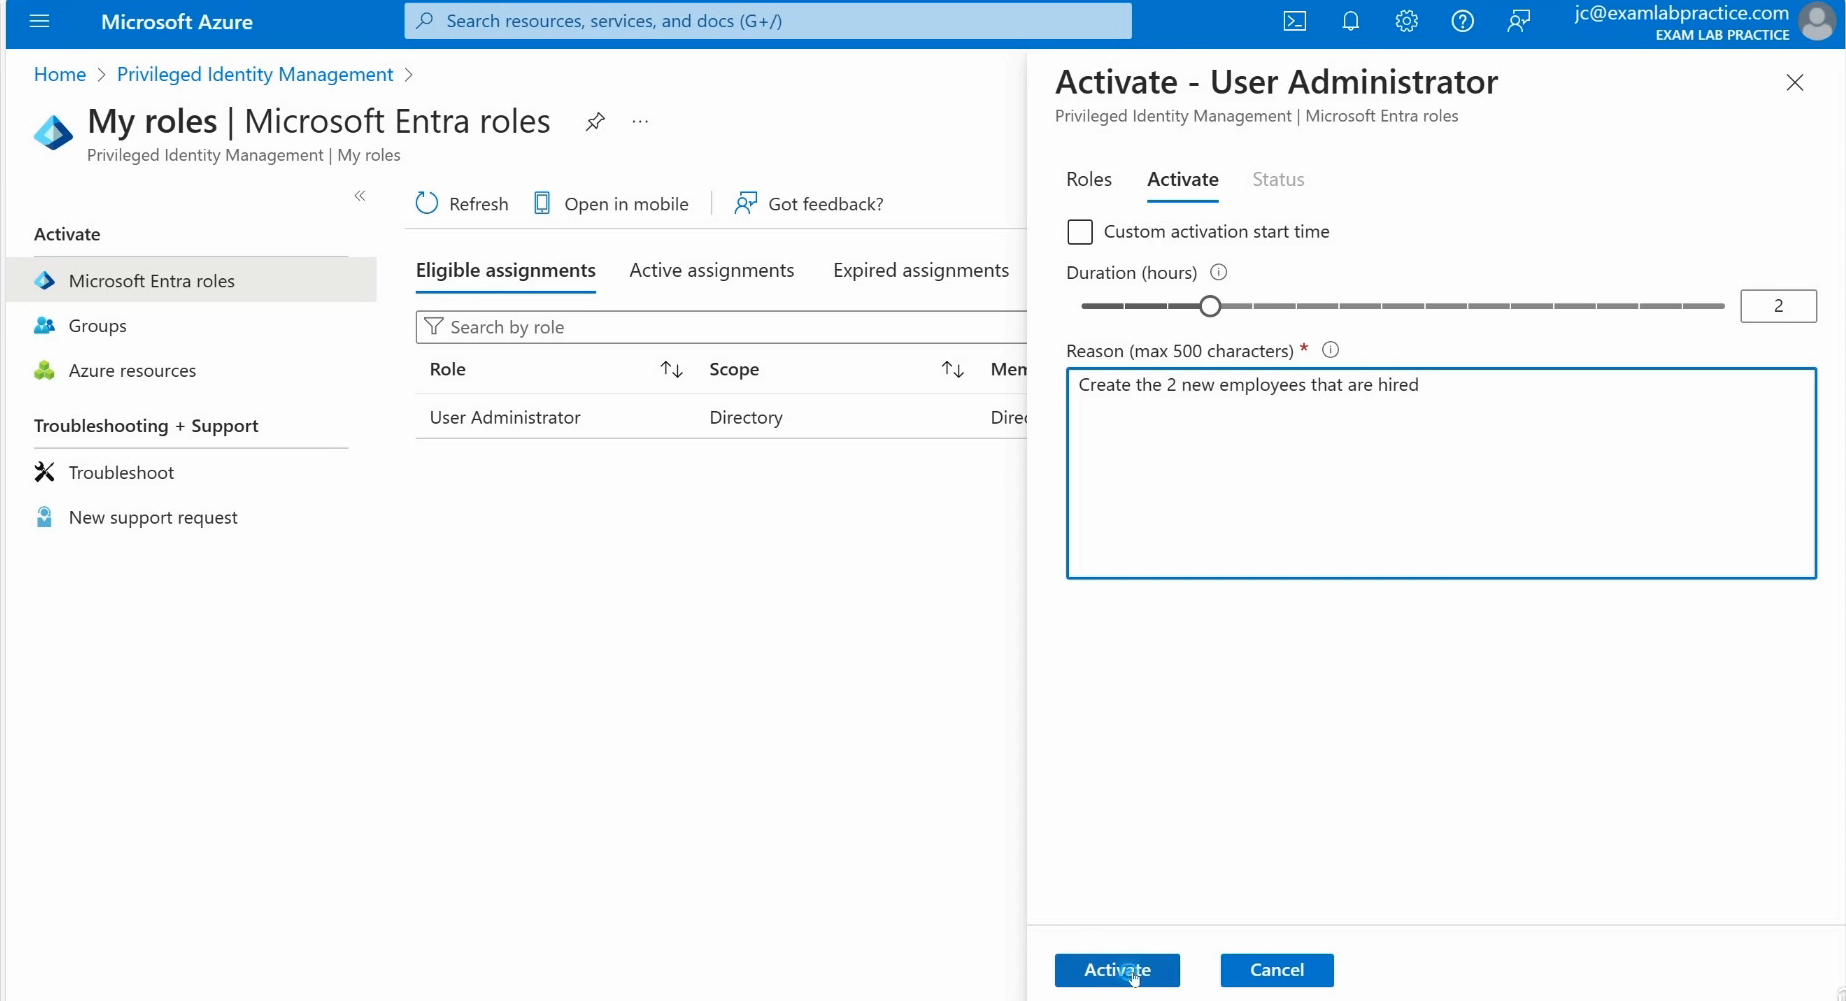 Microsoft Azure
Search resources, services, and docs (G+/)
jc@examlabpractice.com
EXAM LAB PRACTICE
Home > Privileged Identity Management >
My roles | Microsoft Entra roles
...
Privileged Identity Management | My roles
«
Activate
Microsoft Entra roles
Groups
Azure resources
Troubleshooting + Support
Troubleshoot
New support request
Refresh
Open in mobile
Got feedback?
Eligible assignments
Active assignments
Expired assignments
Search by role
Role
Scope
Mem
User Administrator
Directory
Direc
Activate - User Administrator
Privileged Identity Management | Microsoft Entra roles
Roles
Activate
Status
Custom activation start time
Duration (hours)
2
Reason (max 500 characters) *
Create the 2 new employees that are hired
Activate
Cancel